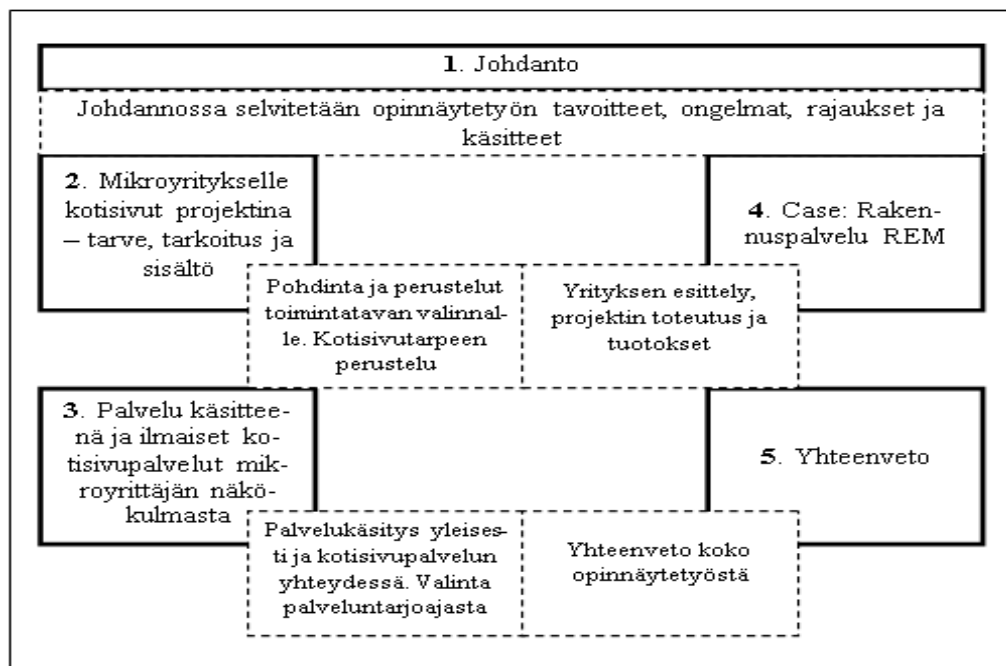 1. Johdanto
Johdannossa selvitetään opinnäytetyön tavoitteet, ongelmat, rajaukset ja
käsitteet
2. Mikroyritykselle
kotisivut projektina
– tarve, tarkoitus ja
sisältö
Pohdinta ja perustelut
toimintatavan valinnal-
le. Kotisivutarpeen
perustelu
4. Case: Raken-
nuspalvelu REM
Yrityksen esittely,
projektin toteutus ja
tuotokset
3. Palvelu käsittee-
nä ja ilmaiset ko-
tisivupalvelut mik-
royrittäjän näkö-
kulmasta
Palvelukäsitys yleises-
ti ja kotisivupalvelun
yhteydessä. Valinta
palveluntarjoajasta
5. Yhteenveto
Yhteenveto koko
opinnäytetyöstä